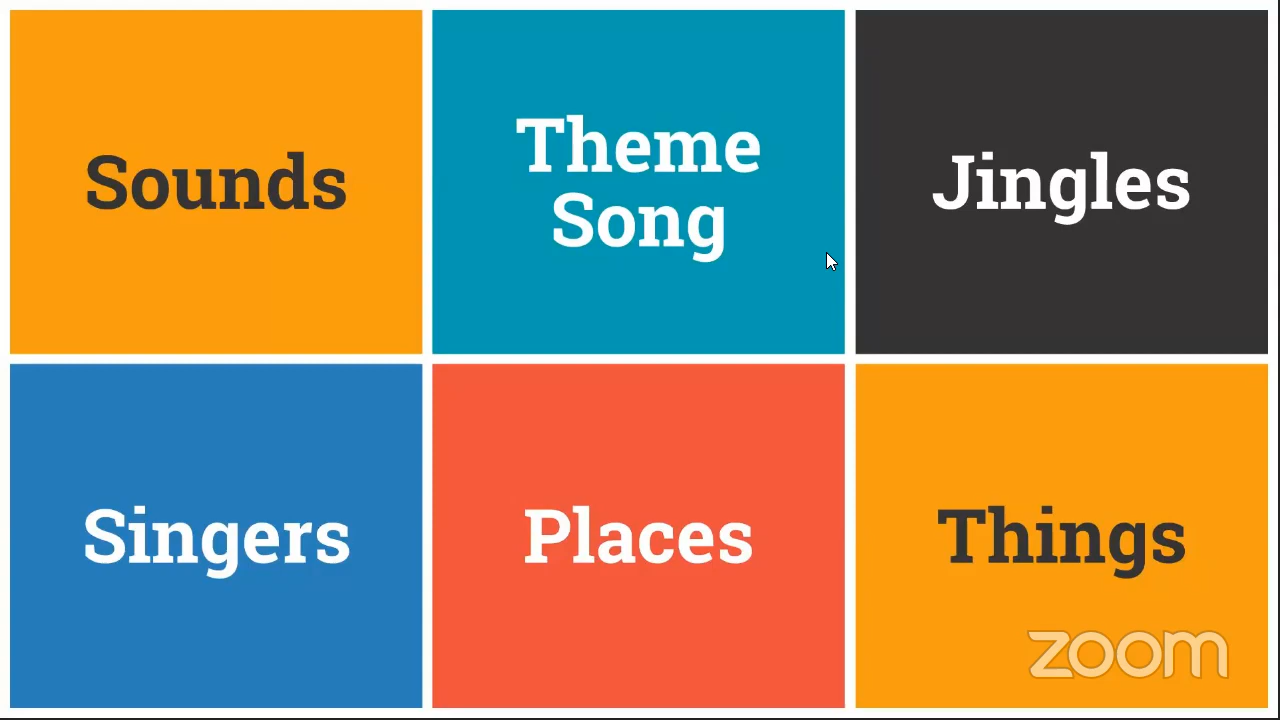 Sounds
Theme
Song
Jingles
Singers
Places
Things
zoom